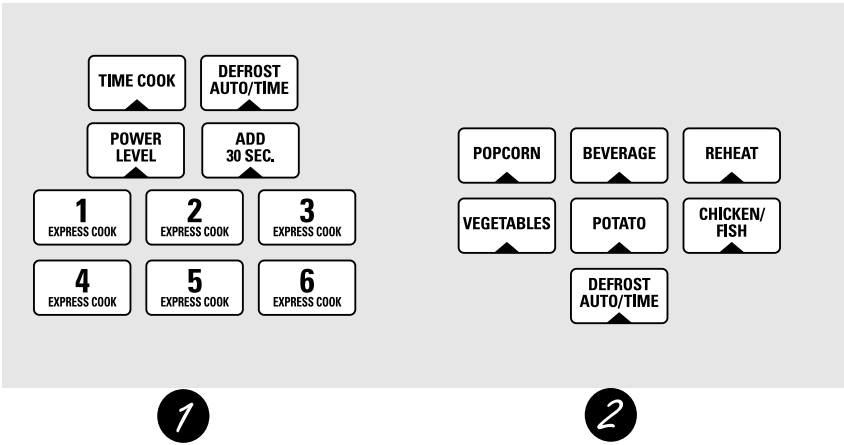 TIME COOK
DEFROST
AUTO/TIME
POWER
LEVEL
ADD
30 SEC.
1
EXPRESS COOK
2
EXPRESS COOK
3
EXPRESS COOK
4
EXPRESS COOK
5
EXPRESS COOK
6
EXPRESS COOK
1
POPCORN
BEVERAGE
REHEAT
VEGETABLES
POTATO
CHICKEN/
FISH
DEFROST
AUTO/TIME
2